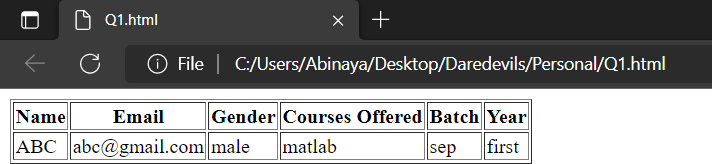 Q1.html
File C:/Users/Abinaya/Desktop/Daredevils/Personal/Q1.html
Name Email Gender Courses Offered Batch Year
ABC abc@gmail.com male matlab sep first